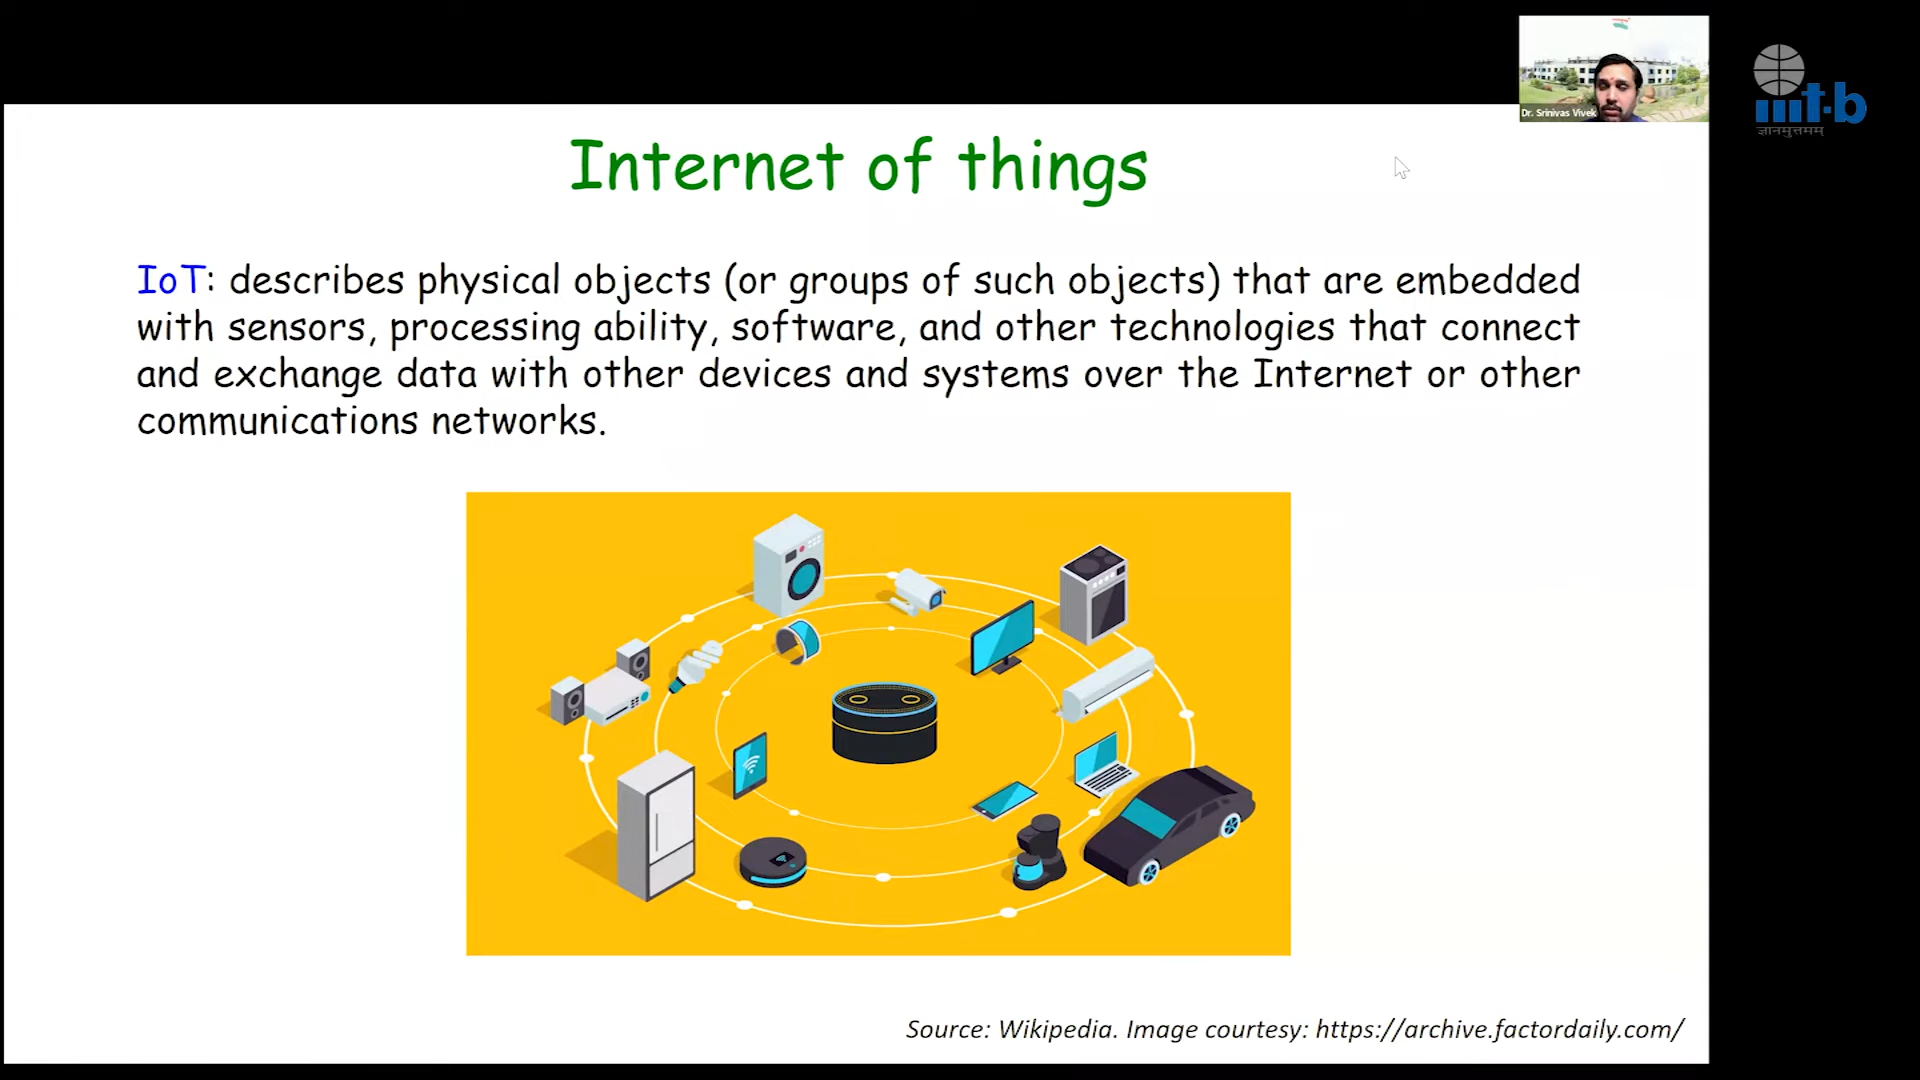 Dr. Srinivas Vivek
iiit-b
ज्ञानमुत्तमम्
Internet of things
IoT: describes physical objects (or groups of such objects) that are embedded
with sensors, processing ability, software, and other technologies that connect
and exchange data with other devices and systems over the Internet or other
communications networks.
Source: Wikipedia. Image courtesy: https://archive.factordaily.com/